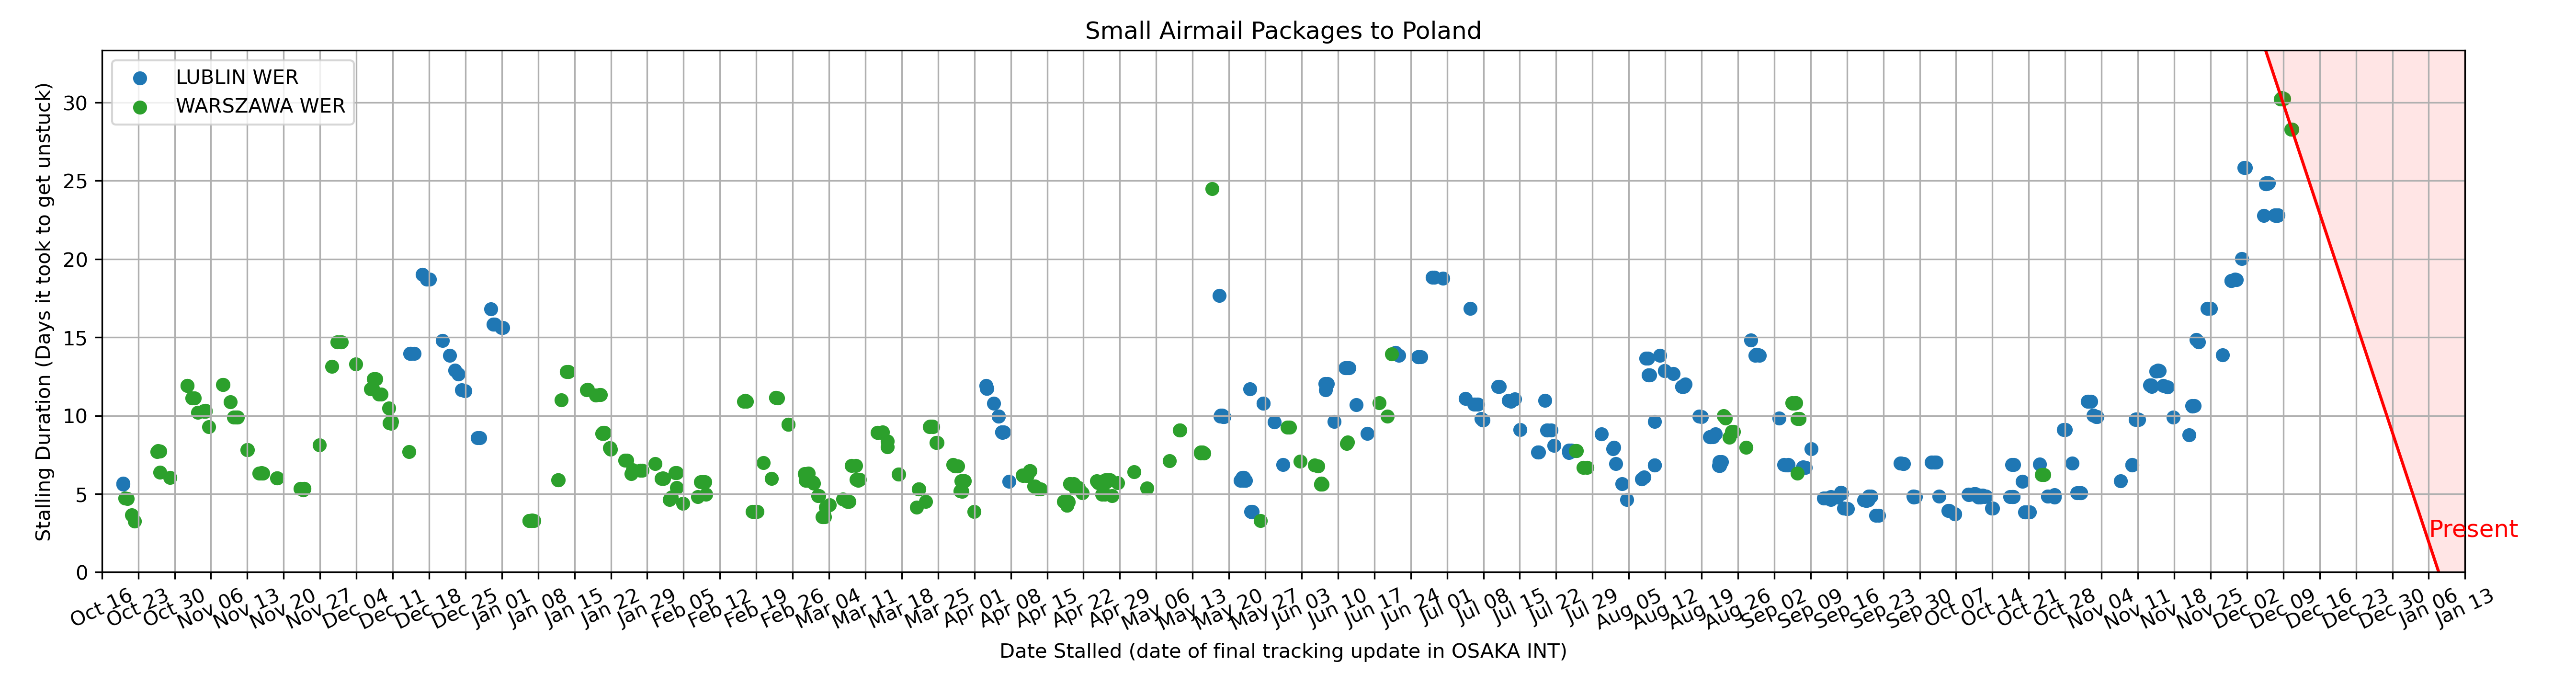 Small Airmail Packages to Poland
LUBLIN WER
WARSZAWA WER
Stalling Duration (Days it took to get unstuck)
30
25
20
15
10
5
0
Present
Oct 16 Oct 23 Oct 30 Nov 06 Nov 13 Nov 20 Nov 27 Dec 04 Dec 11 Dec 18 Dec 25 Jan 01 Jan 08 Jan 15 Jan 22 Jan 29 Feb 05 Feb 12 Feb 19 Feb 26 Mar 04 Mar 11 Mar 18 Mar 25 Apr 01 Apr 08 Apr 15 Apr 22 Apr 29 May 06 May 13 May 20 May 27 Jun 03 Jun 10 Jun 17 Jun 24 Jul 01 Jul 08 Jul 15 Jul 22 Jul 29 Aug 05 Aug 12 Aug 19 Aug 26 Sep 02 Sep 09 Sep 16 Sep 23 Sep 30 Oct 07 Oct 14 Oct 21 Oct 28 Nov 04 Nov 11 Nov 18 Nov 25 Dec 02 Dec 09 Dec 16 Dec 23 Dec 30 Jan 06 Jan 13
Date Stalled (date of final tracking update in OSAKA INT)